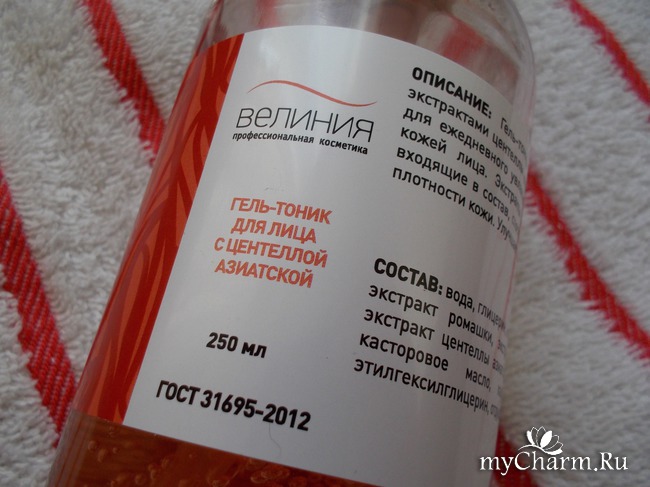 велиния
профессиональная косметика
ГЕЛЬ-ТОНИК
ДЛЯ ЛИЦА
С ЦЕНТЕЛЛОЙ
АЗИАТСКОЙ
250 мл
ГОСТ 31695-2012
ОПИСАНИЕ:
экстрактами
для ежедневного
кожей лица.
входящие в состав,
плотности кожи.
СОСТАВ: вода,
экстракт ромашки,
экстракт центеллы
касторовое масло,
этилгексилглицерин,
myCharm.Ru